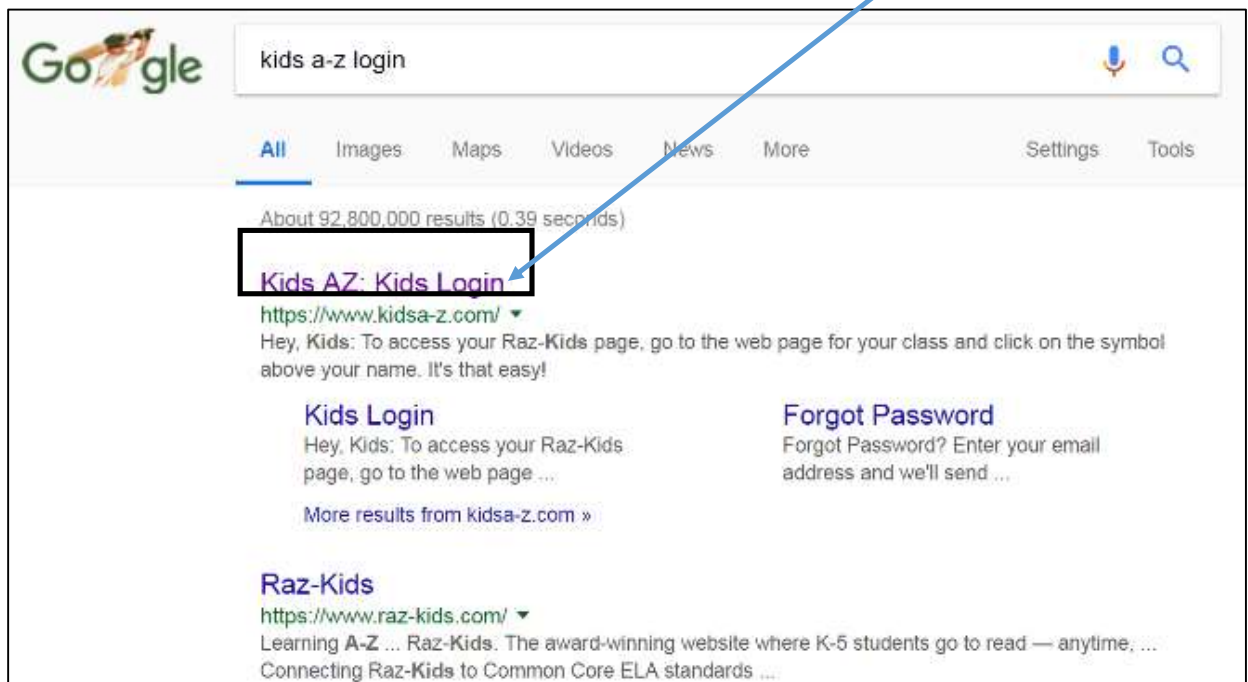 Google
kids a-z login
All Images Maps Videos News More Settings Tools
About 92,800,000 results (0.39 seconds)
Kids AZ: Kids Login
https://www.kidsa-z.com/
Hey, Kids: To access your Raz-Kids page, go to the web page for your class and click on the symbol
above your name. It's that easy!
Kids Login
Hey, Kids: To access your Raz-Kids
page, go to the web page ...
Forgot Password
Forgot Password? Enter your email
address and we'll send ...
More results from kidsa-z.com »
Raz-Kids
https://www.raz-kids.com/
Learning A-Z ... Raz-Kids. The award-winning website where K-5 students go to read — anytime, ...
Connecting Raz-Kids to Common Core ELA standards ...